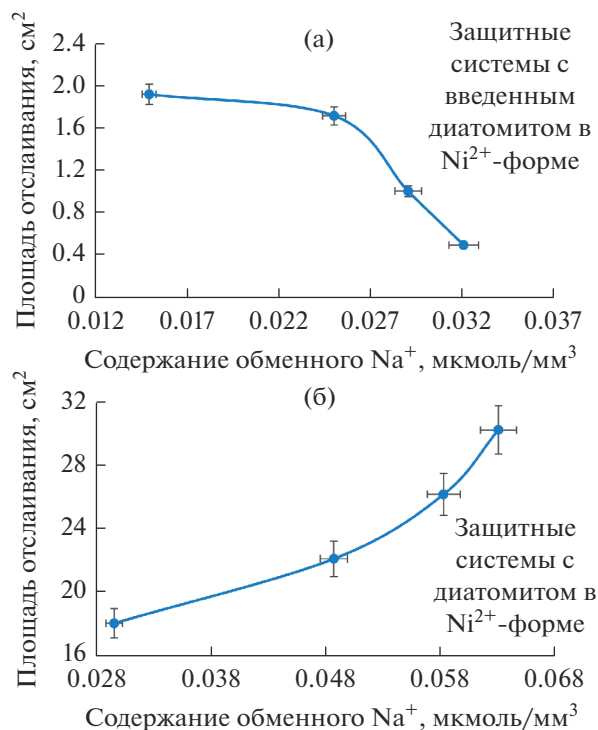 (а)
Защитные
системы с
введенным
диатомитом в
Ni²⁺-форме
Площадь отслаивания, см²
2.4
2.0
1.6
1.2
0.8
0.4
0
0.012 0.017 0.022 0.027 0.032 0.037
Содержание обменного Na⁺, мкмоль/мм³
(б)
Защитные
системы с
диатомитом в
Ni²⁺-форме
Площадь отслаивания, см²
32
28
24
20
16
0.028 0.038 0.048 0.058 0.068
Содержание обменного Na⁺, мкмоль/мм³